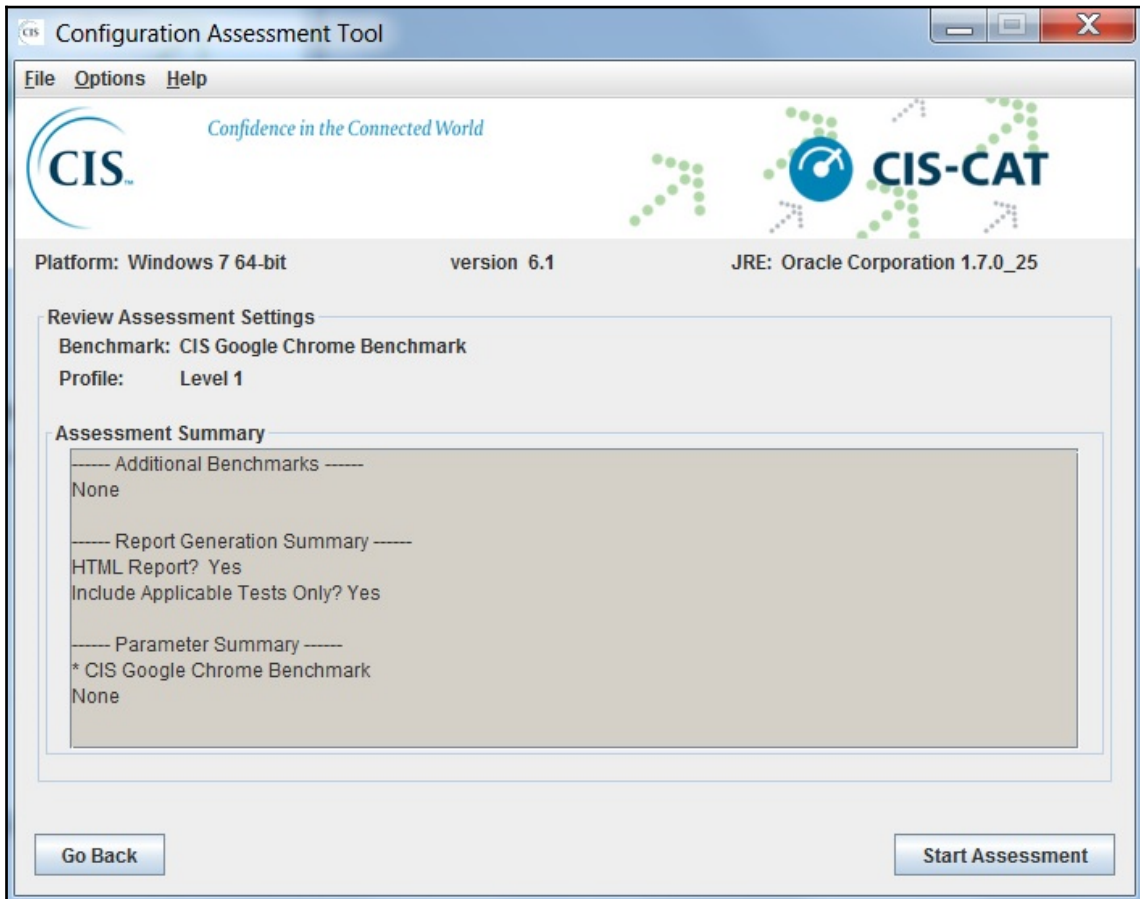 CIS Configuration Assessment Tool
File Options Help
Confidence in the Connected World
CIS™
CIS-CAT
Platform: Windows 7 64-bit version 6.1 JRE: Oracle Corporation 1.7.0_25
Review Assessment Settings
Benchmark: CIS Google Chrome Benchmark
Profile: Level 1
Assessment Summary
------ Additional Benchmarks ------
None
------ Report Generation Summary ------
HTML Report? Yes
Include Applicable Tests Only? Yes
------ Parameter Summary ------
* CIS Google Chrome Benchmark
None
Go Back Start Assessment